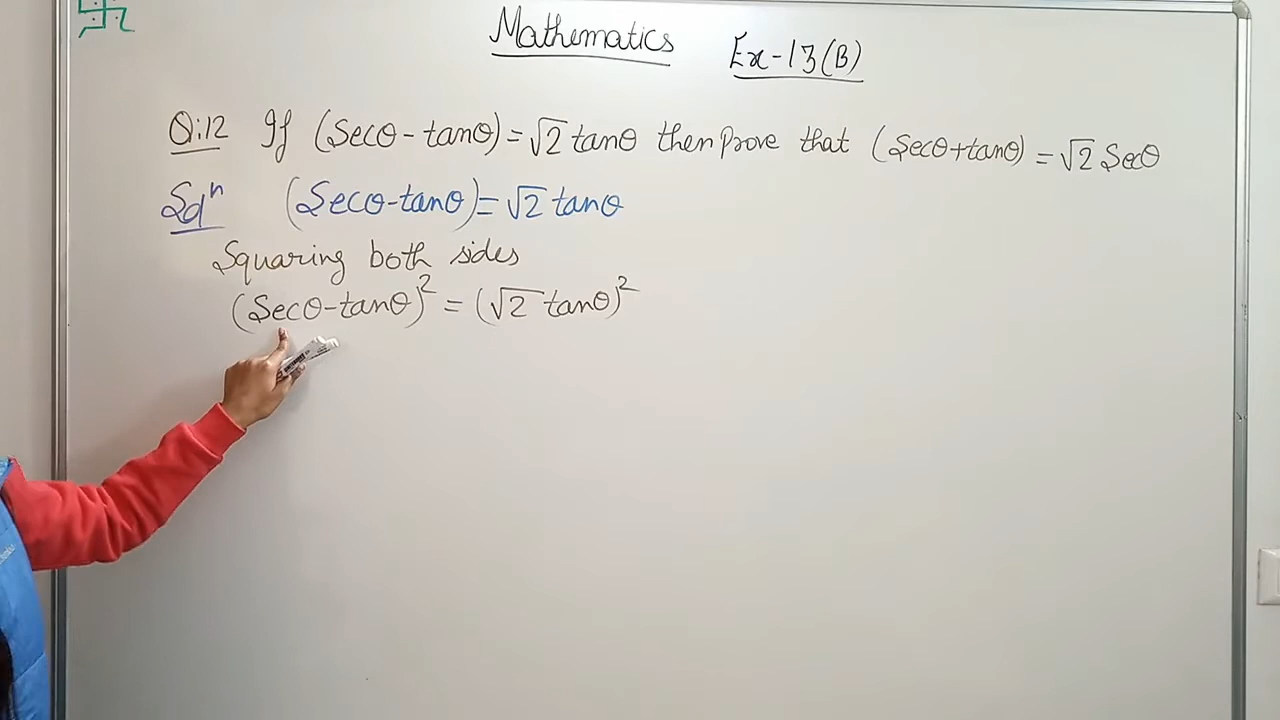 Mathematics Ex-13(B)
Q:12 If (Secθ - tanθ) = √2 tanθ then prove that (Secθ+tanθ) = √2 Secθ
Solⁿ (Secθ-tanθ) = √2 tanθ
Squaring both sides
(Secθ-tanθ)² = (√2 tanθ)²